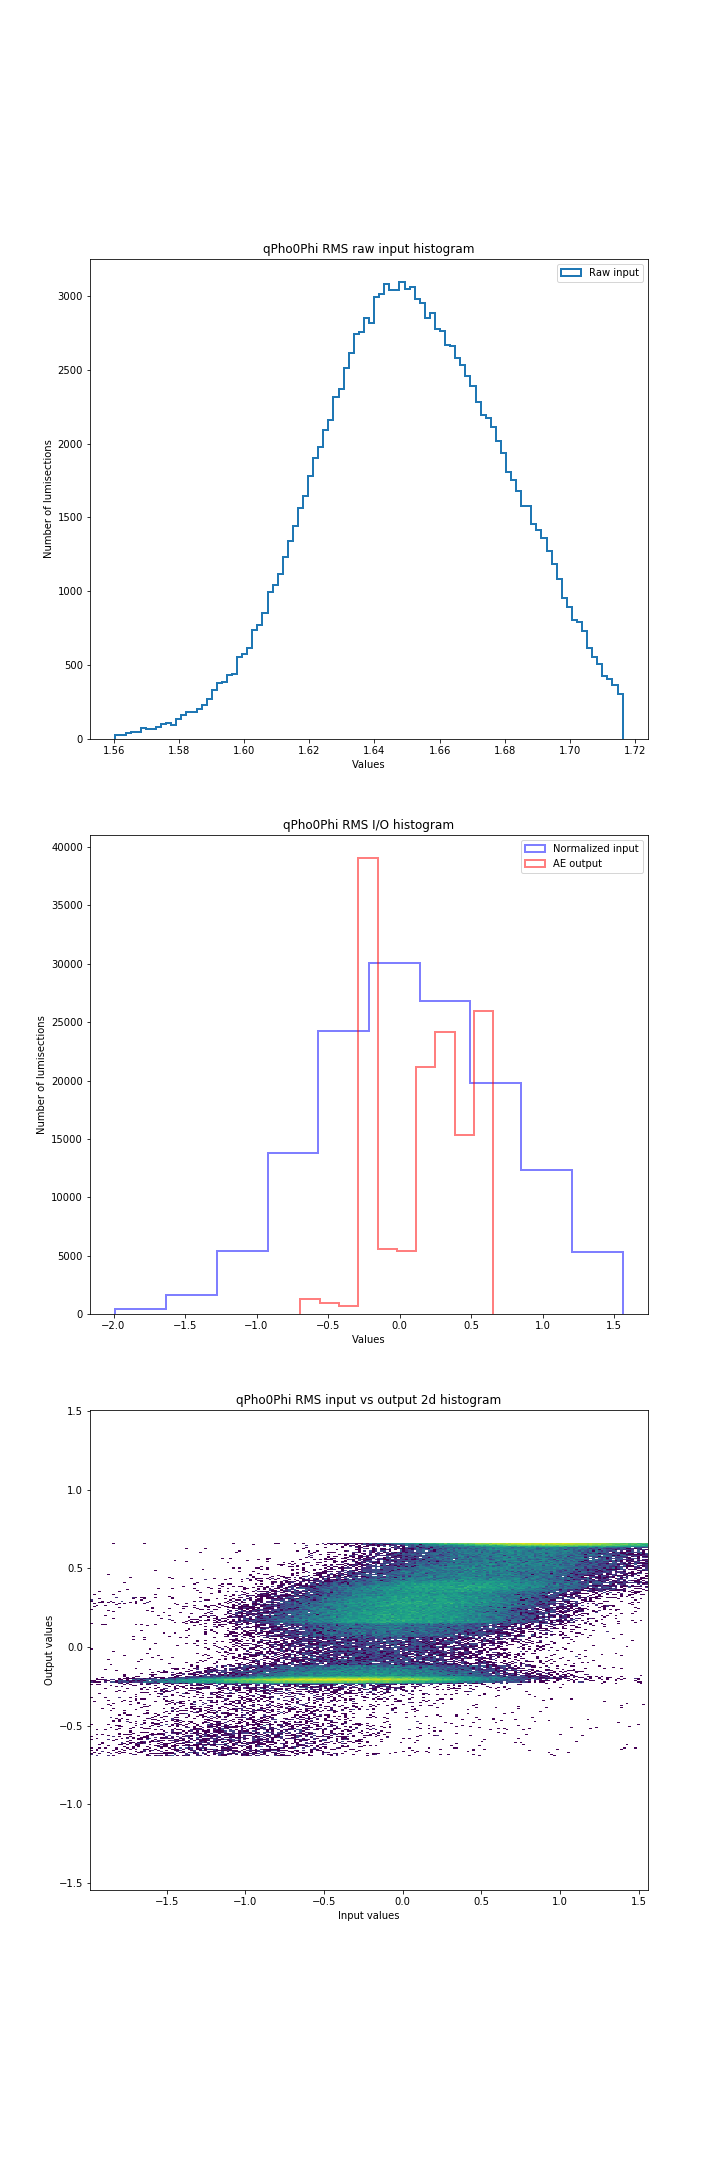 qPho0Phi RMS raw input histogram
Raw input
Number of lumisections
3000
2500
2000
1500
1000
500
0
1.56 1.58 1.60 1.62 1.64 1.66 1.68 1.70 1.72
Values
qPho0Phi RMS I/O histogram
Normalized input
AE output
Number of lumisections
40000
35000
30000
25000
20000
15000
10000
5000
0
−2.0 −1.5 −1.0 −0.5 0.0 0.5 1.0 1.5
Values
qPho0Phi RMS input vs output 2d histogram
Output values
1.5
1.0
0.5
0.0
−0.5
−1.0
−1.5
−1.5 −1.0 −0.5 0.0 0.5 1.0 1.5
Input values